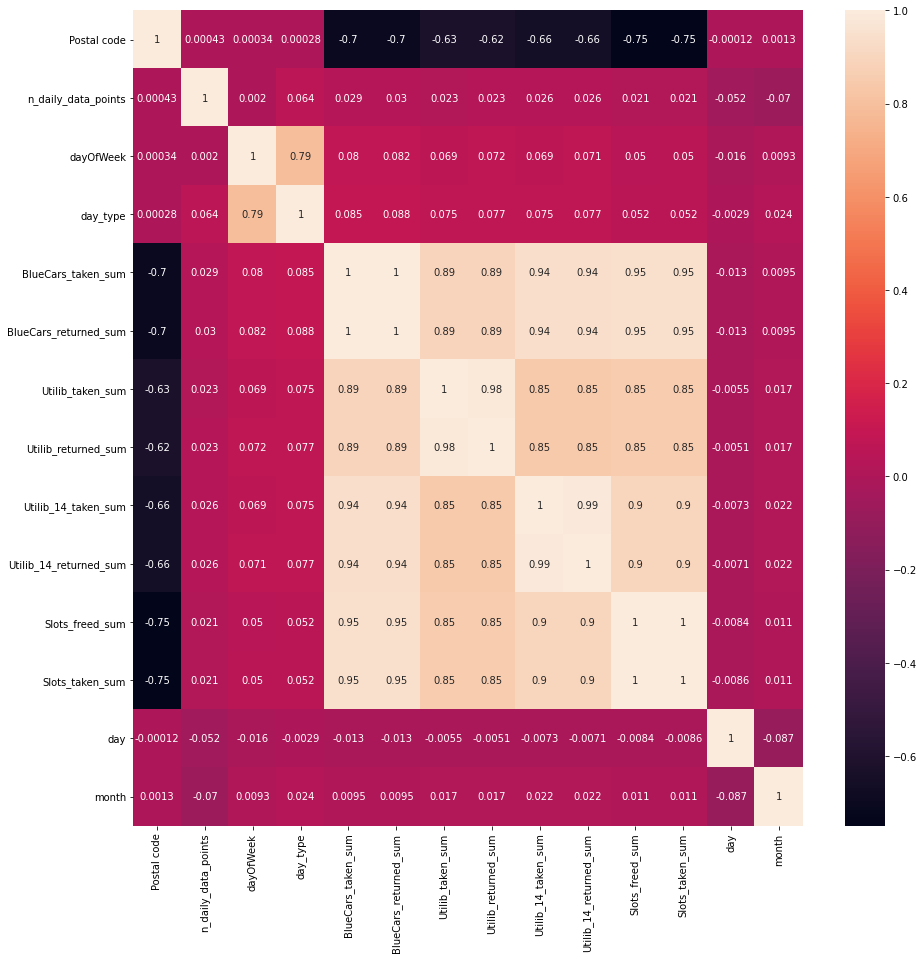 Postal code 1 0.00043 0.00034 0.00028 -0.7 -0.7 -0.63 -0.62 -0.66 -0.66 -0.75 -0.75 -0.00012 0.0013
n_daily_data_points 0.00043 1 0.002 0.064 0.029 0.03 0.023 0.023 0.026 0.026 0.021 0.021 -0.052 -0.07
dayOfWeek 0.00034 0.002 1 0.79 0.08 0.082 0.069 0.072 0.069 0.071 0.05 0.05 -0.016 0.0093
day_type 0.00028 0.064 0.79 1 0.085 0.088 0.075 0.077 0.075 0.077 0.052 0.052 -0.0029 0.024
BlueCars_taken_sum -0.7 0.029 0.08 0.085 1 1 0.89 0.89 0.94 0.94 0.95 0.95 -0.013 0.0095
BlueCars_returned_sum -0.7 0.03 0.082 0.088 1 1 0.89 0.89 0.94 0.94 0.95 0.95 -0.013 0.0095
Utilib_taken_sum -0.63 0.023 0.069 0.075 0.89 0.89 1 0.98 0.85 0.85 0.85 0.85 -0.0055 0.017
Utilib_returned_sum -0.62 0.023 0.072 0.077 0.89 0.89 0.98 1 0.85 0.85 0.85 0.85 -0.0051 0.017
Utilib_14_taken_sum -0.66 0.026 0.069 0.075 0.94 0.94 0.85 0.85 1 0.99 0.9 0.9 -0.0073 0.022
Utilib_14_returned_sum -0.66 0.026 0.071 0.077 0.94 0.94 0.85 0.85 0.99 1 0.9 0.9 -0.0071 0.022
Slots_freed_sum -0.75 0.021 0.05 0.052 0.95 0.95 0.85 0.85 0.9 0.9 1 1 -0.0084 0.011
Slots_taken_sum -0.75 0.021 0.05 0.052 0.95 0.95 0.85 0.85 0.9 0.9 1 1 -0.0086 0.011
day -0.00012 -0.052 -0.016 -0.0029 -0.013 -0.013 -0.0055 -0.0051 -0.0073 -0.0071 -0.0084 -0.0086 1 -0.087
month 0.0013 -0.07 0.0093 0.024 0.0095 0.0095 0.017 0.017 0.022 0.022 0.011 0.011 -0.087 1
Postal code
n_daily_data_points
dayOfWeek
day_type
BlueCars_taken_sum
BlueCars_returned_sum
Utilib_taken_sum
Utilib_returned_sum
Utilib_14_taken_sum
Utilib_14_returned_sum
Slots_freed_sum
Slots_taken_sum
day
month
1.0
0.8
0.6
0.4
0.2
0.0
−0.2
−0.4
−0.6